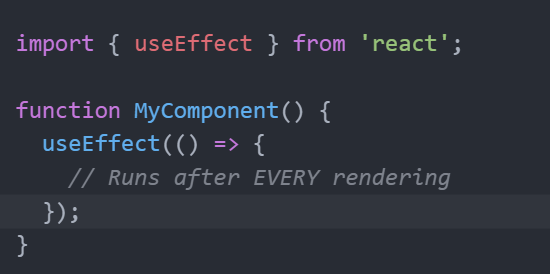 import { useEffect } from 'react';
function MyComponent() {
useEffect(() => {
// Runs after EVERY rendering
});
}